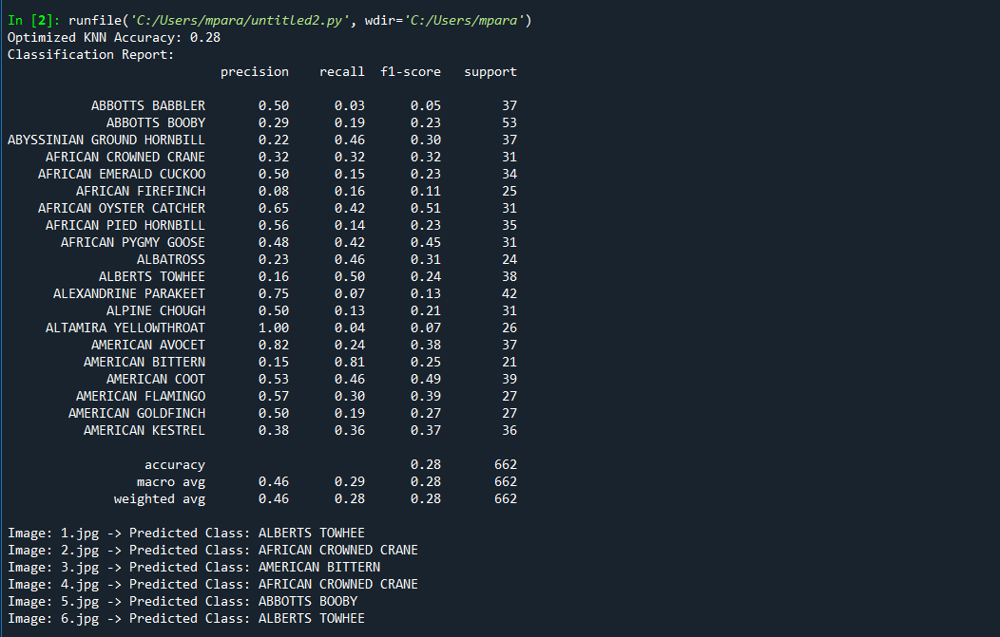 In [2]: runfile('C:/Users/mpara/untitled2.py', wdir='C:/Users/mpara')
Optimized KNN Accuracy: 0.28
Classification Report:
precision recall f1-score support
ABBOTTS BABBLER 0.50 0.03 0.05 37
ABBOTTS BOOBY 0.29 0.19 0.23 53
ABYSSINIAN GROUND HORNBILL 0.22 0.46 0.30 37
AFRICAN CROWNED CRANE 0.32 0.32 0.32 31
AFRICAN EMERALD CUCKOO 0.50 0.15 0.23 34
AFRICAN FIREFINCH 0.08 0.16 0.11 25
AFRICAN OYSTER CATCHER 0.65 0.42 0.51 31
AFRICAN PIED HORNBILL 0.56 0.14 0.23 35
AFRICAN PYGMY GOOSE 0.48 0.42 0.45 31
ALBATROSS 0.23 0.46 0.31 24
ALBERTS TOWHEE 0.16 0.50 0.24 38
ALEXANDRINE PARAKEET 0.75 0.07 0.13 42
ALPINE CHOUGH 0.50 0.13 0.21 31
ALTAMIRA YELLOWTHROAT 1.00 0.04 0.07 26
AMERICAN AVOCET 0.82 0.24 0.38 37
AMERICAN BITTERN 0.15 0.81 0.25 21
AMERICAN COOT 0.53 0.46 0.49 39
AMERICAN FLAMINGO 0.57 0.30 0.39 27
AMERICAN GOLDFINCH 0.50 0.19 0.27 27
AMERICAN KESTREL 0.38 0.36 0.37 36
accuracy 0.28 662
macro avg 0.46 0.29 0.28 662
weighted avg 0.46 0.28 0.28 662
Image: 1.jpg -> Predicted Class: ALBERTS TOWHEE
Image: 2.jpg -> Predicted Class: AFRICAN CROWNED CRANE
Image: 3.jpg -> Predicted Class: AMERICAN BITTERN
Image: 4.jpg -> Predicted Class: AFRICAN CROWNED CRANE
Image: 5.jpg -> Predicted Class: ABBOTTS BOOBY
Image: 6.jpg -> Predicted Class: ALBERTS TOWHEE